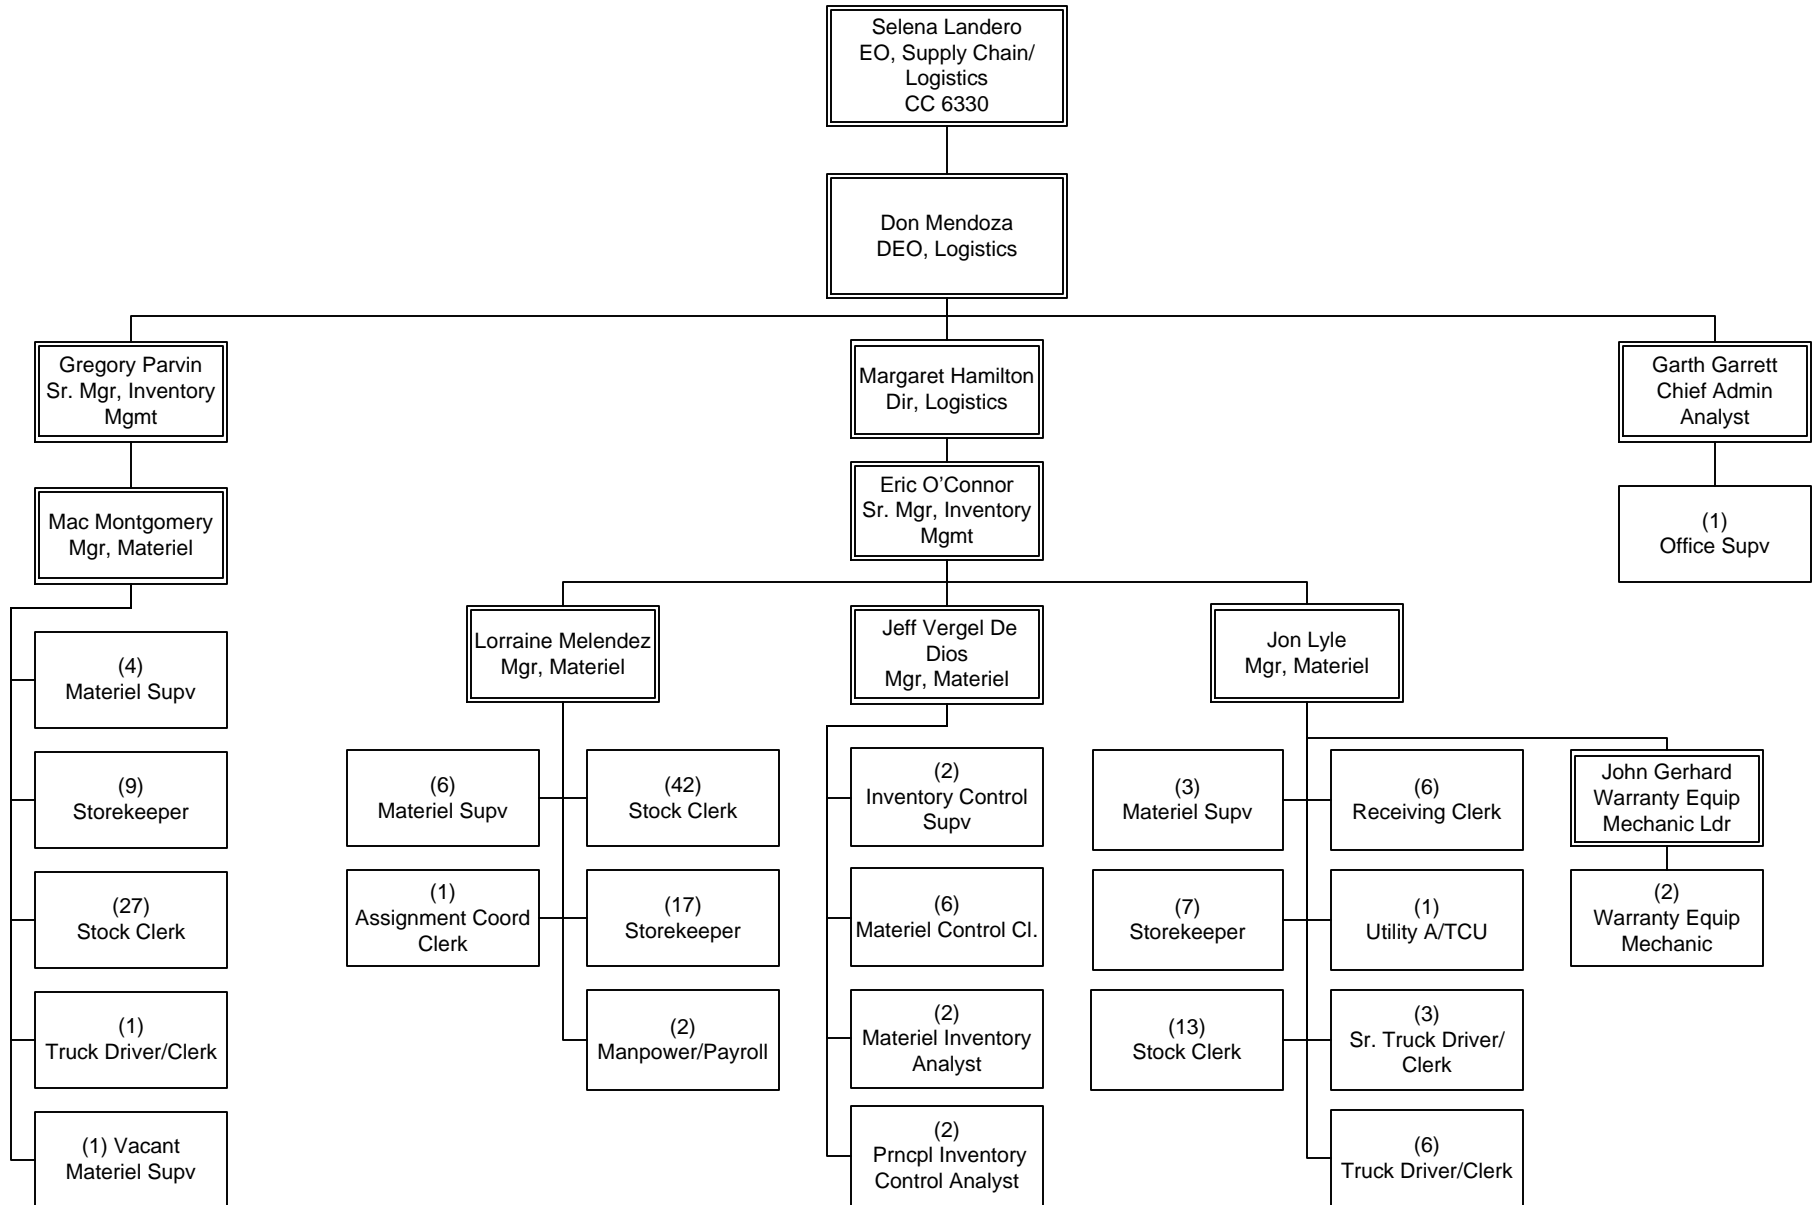 Selena Landero
EO, Supply Chain/
Logistics
CC 6330
Don Mendoza
DEO, Logistics
Gregory Parvin
Sr. Mgr, Inventory
Mgmt
Margaret Hamilton
Dir, Logistics
Garth Garrett
Chief Admin
Analyst
Mac Montgomery
Mgr, Materiel
Eric O’Connor
Sr. Mgr, Inventory
Mgmt
(1)
Office Supv
Lorraine Melendez
Mgr, Materiel
Jeff Vergel De
Dios
Mgr, Materiel
Jon Lyle
Mgr, Materiel
(4)
Materiel Supv
(9)
Storekeeper
(27)
Stock Clerk
(1)
Truck Driver/Clerk
(1) Vacant
Materiel Supv
(6)
Materiel Supv
(42)
Stock Clerk
(1)
Assignment Coord
Clerk
(17)
Storekeeper
(2)
Manpower/Payroll
(2)
Inventory Control
Supv
(6)
Materiel Control Cl.
(2)
Materiel Inventory
Analyst
(2)
Prncpl Inventory
Control Analyst
(3)
Materiel Supv
(6)
Receiving Clerk
(7)
Storekeeper
(1)
Utility A/TCU
(13)
Stock Clerk
(3)
Sr. Truck Driver/
Clerk
(6)
Truck Driver/Clerk
John Gerhard
Warranty Equip
Mechanic Ldr
(2)
Warranty Equip
Mechanic